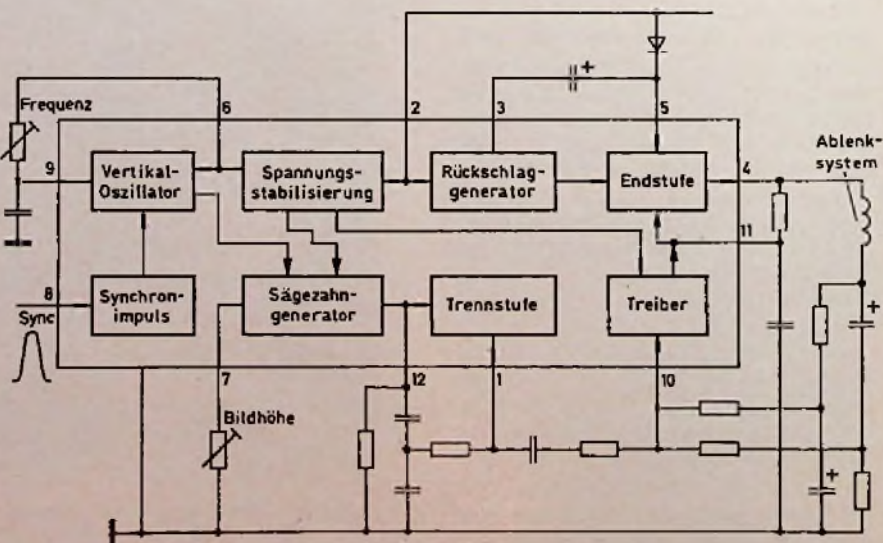 Frequenz
6
2
3
+
5
Ablenk-
system
9
Vertikal-
Oszillator
Spannungs-
stabilisierung
Rückschlag-
generator
Endstufe
4
11
8
Sync
Synchron-
impuls
Sägezahn-
generator
Trennstufe
Treiber
+
7
12
1
10
Bildhöhe
+